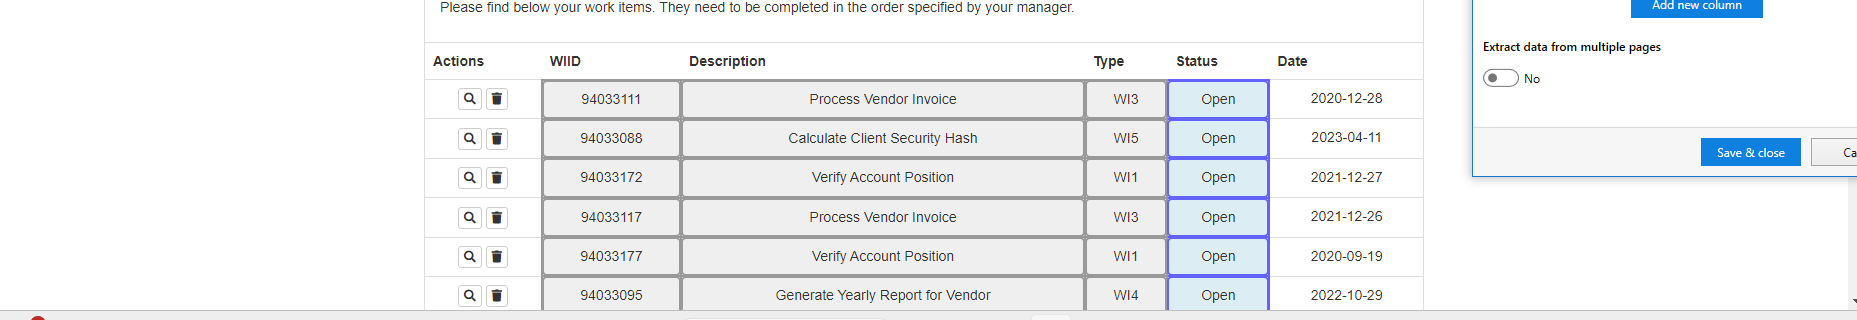 Please find below your work items. They need to be completed in the order specified by your manager.
Actions WIID Description Type Status Date
94033111 Process Vendor Invoice WI3 Open 2020-12-28
94033088 Calculate Client Security Hash WI5 Open 2023-04-11
94033172 Verify Account Position WI1 Open 2021-12-27
94033117 Process Vendor Invoice WI3 Open 2021-12-26
94033177 Verify Account Position WI1 Open 2020-09-19
94033095 Generate Yearly Report for Vendor WI4 Open 2022-10-29
Add new column
Extract data from multiple pages
No
Save & close Ca